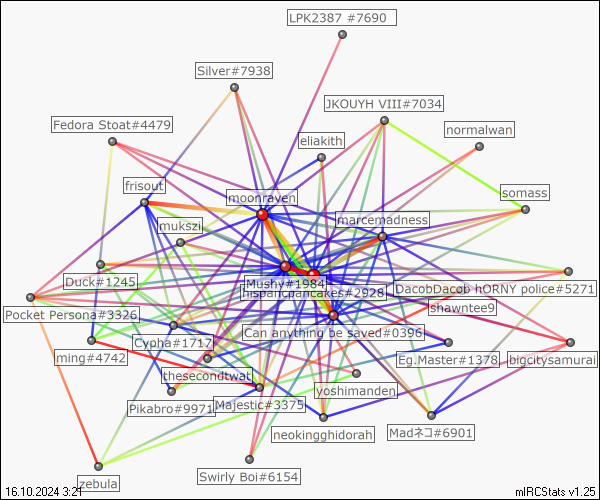 LPK2387 #7690
Silver#7938
JKOUYH VIII#7034
Fedora Stoat#4479
normalwan
eliakith
frisout
somass
moonraven
marcemadness
mukszi
Duck#1245
Mushy#1984
DacobDacob hORNY police#5271
hispanicpancakes#2928
shawntee9
Pocket Persona#3326
Can anything be saved#0396
Cypha#1717
ming#4742
Eg.Master#1378
bigcitysamurai
thesecondtwat
yoshimanden
Pikabro#9971
Majestic#3375
neokingghidorah
Madネコ#6901
Swirly Boi#6154
zebula
16.10.2024 3:21
mIRCStats v1.25